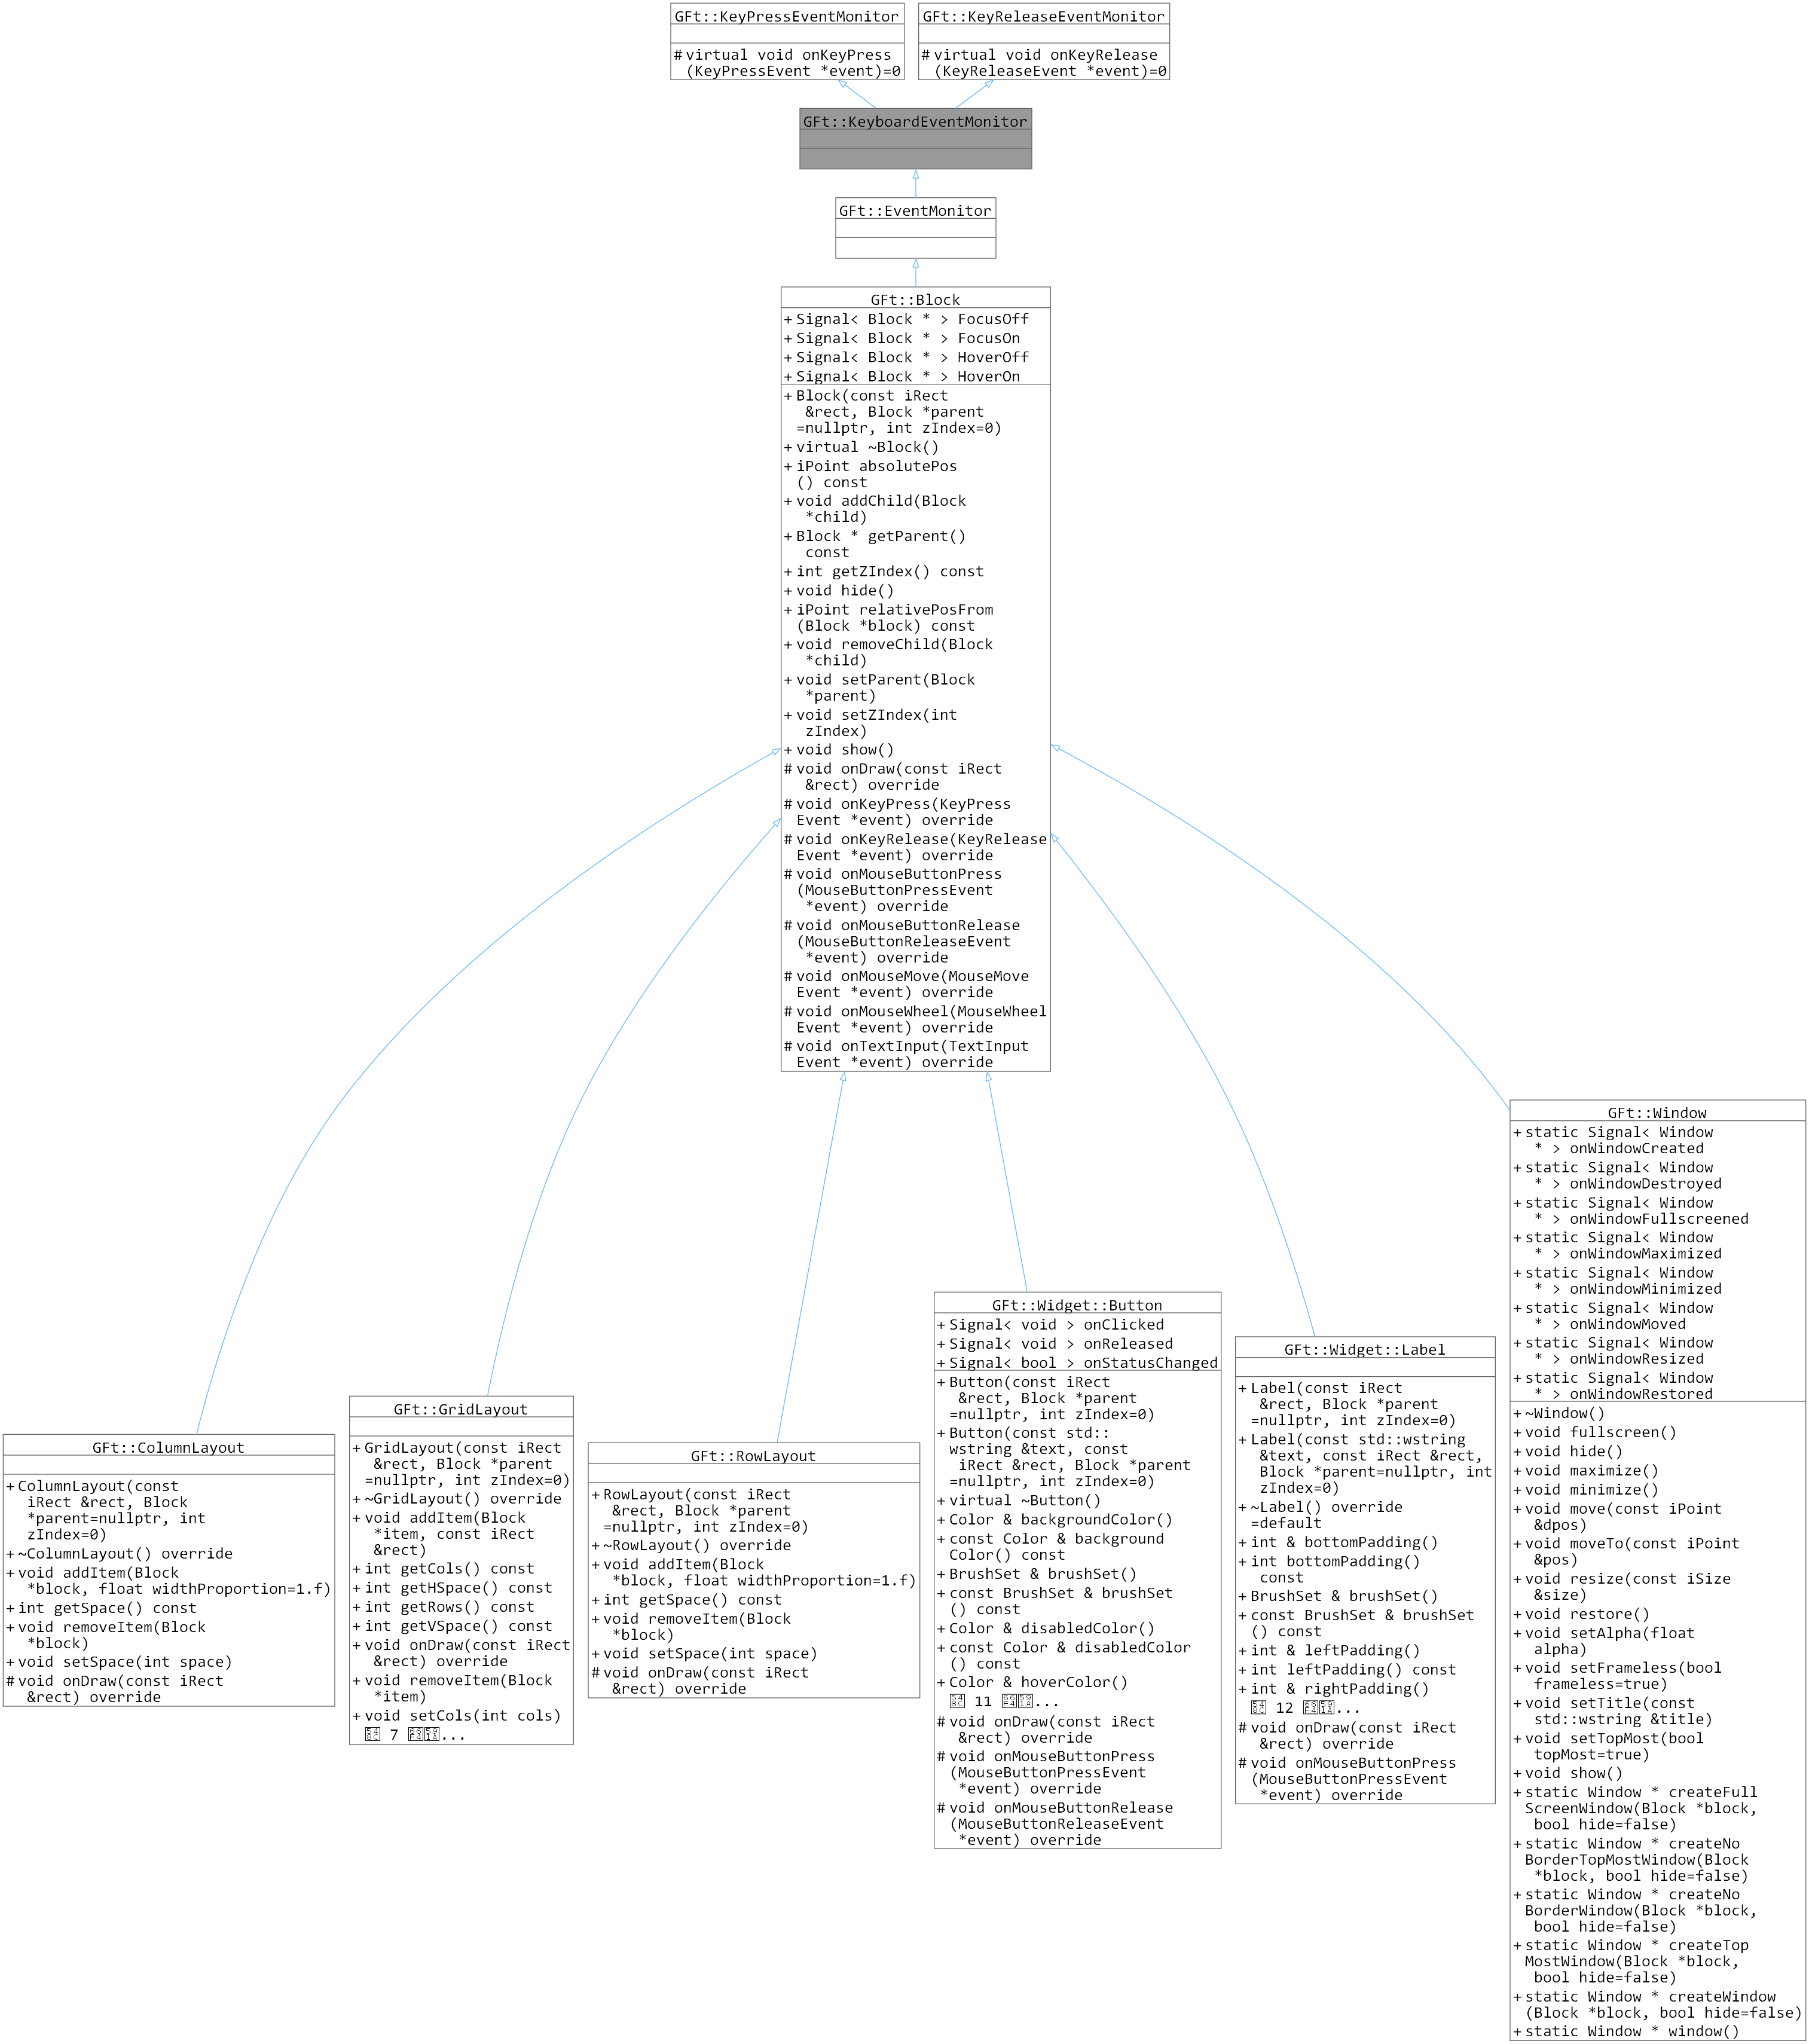 GFt::KeyPressEventMonitor
# virtual void onKeyPress
(KeyPressEvent *event)=0
GFt::KeyReleaseEventMonitor
# virtual void onKeyRelease
(KeyReleaseEvent *event)=0
GFt::KeyboardEventMonitor
GFt::EventMonitor
GFt::Block
+ Signal< Block * > FocusOff
+ Signal< Block * > FocusOn
+ Signal< Block * > HoverOff
+ Signal< Block * > HoverOn
+ Block(const iRect
&rect, Block *parent
=nullptr, int zIndex=0)
+ virtual ~Block()
+ iPoint absolutePos
() const
+ void addChild(Block
*child)
+ Block * getParent()
const
+ int getZIndex() const
+ void hide()
+ iPoint relativePosFrom
(Block *block) const
+ void removeChild(Block
*child)
+ void setParent(Block
*parent)
+ void setZIndex(int
zIndex)
+ void show()
# void onDraw(const iRect
&rect) override
# void onKeyPress(KeyPress
Event *event) override
# void onKeyRelease(KeyRelease
Event *event) override
# void onMouseButtonPress
(MouseButtonPressEvent
*event) override
# void onMouseButtonRelease
(MouseButtonReleaseEvent
*event) override
# void onMouseMove(MouseMove
Event *event) override
# void onMouseWheel(MouseWheel
Event *event) override
# void onTextInput(TextInput
Event *event) override
GFt::ColumnLayout
+ ColumnLayout(const
iRect &rect, Block
*parent=nullptr, int
zIndex=0)
+ ~ColumnLayout() override
+ void addItem(Block
*block, float widthProportion=1.f)
+ int getSpace() const
+ void removeItem(Block
*block)
+ void setSpace(int space)
# void onDraw(const iRect
&rect) override
GFt::GridLayout
+ GridLayout(const iRect
&rect, Block *parent
=nullptr, int zIndex=0)
+ ~GridLayout() override
+ void addItem(Block
*item, const iRect
&rect)
+ int getCols() const
+ int getHSpace() const
+ int getRows() const
+ int getVSpace() const
+ void onDraw(const iRect
&rect) override
+ void removeItem(Block
*item)
+ void setCols(int cols)
7 ...
GFt::RowLayout
+ RowLayout(const iRect
&rect, Block *parent
=nullptr, int zIndex=0)
+ ~RowLayout() override
+ void addItem(Block
*block, float widthProportion=1.f)
+ int getSpace() const
+ void removeItem(Block
*block)
+ void setSpace(int space)
# void onDraw(const iRect
&rect) override
GFt::Widget::Button
+ Signal< void > onClicked
+ Signal< void > onReleased
+ Signal< bool > onStatusChanged
+ Button(const iRect
&rect, Block *parent
=nullptr, int zIndex=0)
+ Button(const std::
wstring &text, const
iRect &rect, Block *parent
=nullptr, int zIndex=0)
+ virtual ~Button()
+ Color & backgroundColor()
+ const Color & background
Color() const
+ BrushSet & brushSet()
+ const BrushSet & brushSet
() const
+ Color & disabledColor()
+ const Color & disabledColor
() const
+ Color & hoverColor()
11 ...
# void onDraw(const iRect
&rect) override
# void onMouseButtonPress
(MouseButtonPressEvent
*event) override
# void onMouseButtonRelease
(MouseButtonReleaseEvent
*event) override
GFt::Widget::Label
+ Label(const iRect
&rect, Block *parent
=nullptr, int zIndex=0)
+ Label(const std::wstring
&text, const iRect &rect,
Block *parent=nullptr, int
zIndex=0)
+ ~Label() override
=default
+ int & bottomPadding()
+ int bottomPadding()
const
+ BrushSet & brushSet()
+ const BrushSet & brushSet
() const
+ int & leftPadding()
+ int leftPadding() const
+ int & rightPadding()
12 ...
# void onDraw(const iRect
&rect) override
# void onMouseButtonPress
(MouseButtonPressEvent
*event) override
GFt::Window
+ static Signal< Window
* > onWindowCreated
+ static Signal< Window
* > onWindowDestroyed
+ static Signal< Window
* > onWindowFullscreened
+ static Signal< Window
* > onWindowMaximized
+ static Signal< Window
* > onWindowMinimized
+ static Signal< Window
* > onWindowMoved
+ static Signal< Window
* > onWindowResized
+ static Signal< Window
* > onWindowRestored
+ ~Window()
+ void fullscreen()
+ void hide()
+ void maximize()
+ void minimize()
+ void move(const iPoint
&dpos)
+ void moveTo(const iPoint
&pos)
+ void resize(const iSize
&size)
+ void restore()
+ void setAlpha(float
alpha)
+ void setFrameless(bool
frameless=true)
+ void setTitle(const
std::wstring &title)
+ void setTopMost(bool
topMost=true)
+ void show()
+ static Window * createFull
ScreenWindow(Block *block,
bool hide=false)
+ static Window * createNo
BorderTopMostWindow(Block
*block, bool hide=false)
+ static Window * createNo
BorderWindow(Block *block,
bool hide=false)
+ static Window * createTop
MostWindow(Block *block,
bool hide=false)
+ static Window * createWindow
(Block *block, bool hide=false)
+ static Window * window()